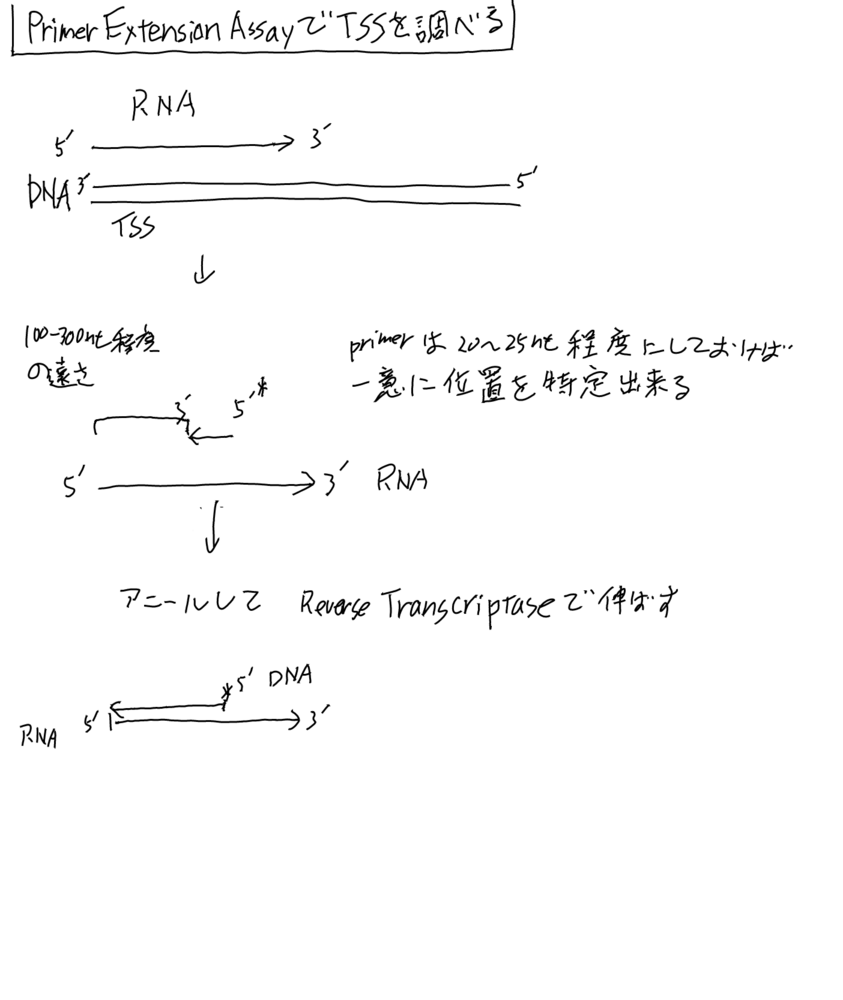 Primer Extension AssayでTSSを調べる
RNA
5' 3'
DNA 3' 5'
TSS
100-300nt程度
の遠さ
primerは20～25nt程度にしておけば
一意に位置を特定出来る
3' 5'*
5' 3' RNA
アニールして Reverse Transcriptaseで伸ばす
*5' DNA
RNA 5' 3'